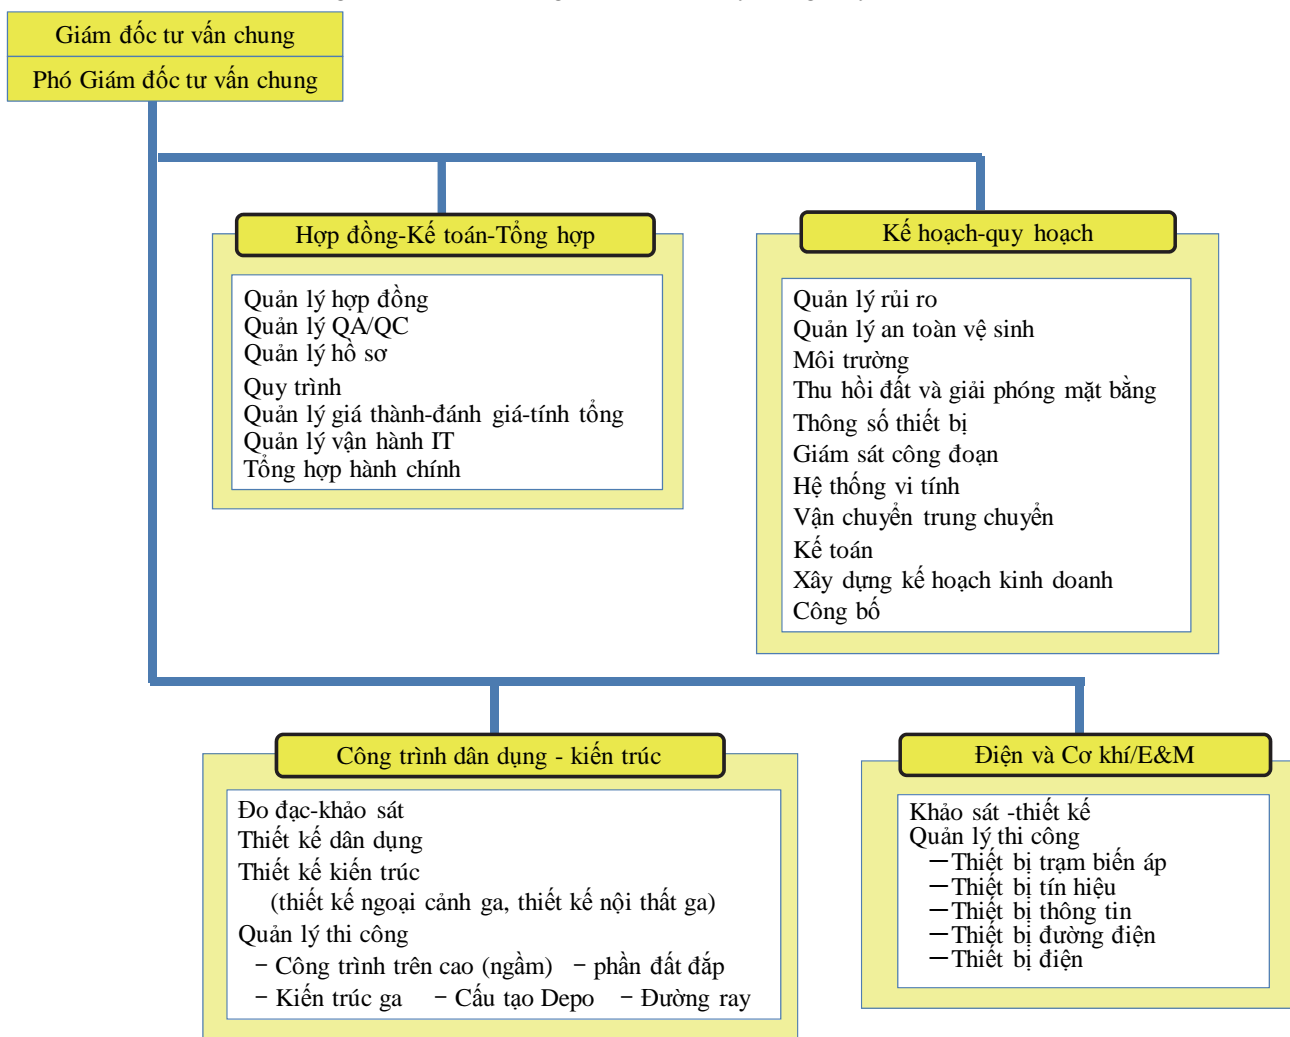 Giám đốc tư vấn chung
Phó Giám đốc tư vấn chung
Hợp đồng-Kế toán-Tổng hợp
Quản lý hợp đồng
Quản lý QA/QC
Quản lý hồ sơ
Quy trình
Quản lý giá thành-đánh giá-tính tổng
Quản lý vận hành IT
Tổng hợp hành chính
Kế hoạch-quy hoạch
Quản lý rủi ro
Quản lý an toàn vệ sinh
Môi trường
Thu hồi đất và giải phóng mặt bằng
Thông số thiết bị
Giám sát công đoạn
Hệ thống vi tính
Vận chuyển trung chuyển
Kế toán
Xây dựng kế hoạch kinh doanh
Công bố
Công trình dân dụng - kiến trúc
Đo đạc-khảo sát
Thiết kế dân dụng
Thiết kế kiến trúc
(thiết kế ngoại cảnh ga, thiết kế nội thất ga)
Quản lý thi công
– Công trình trên cao (ngầm) – phần đất đắp
– Kiến trúc ga – Cấu tạo Depo – Đường ray
Điện và Cơ khí/E&M
Khảo sát -thiết kế
Quản lý thi công
—Thiết bị trạm biến áp
—Thiết bị tín hiệu
—Thiết bị thông tin
—Thiết bị đường điện
—Thiết bị điện